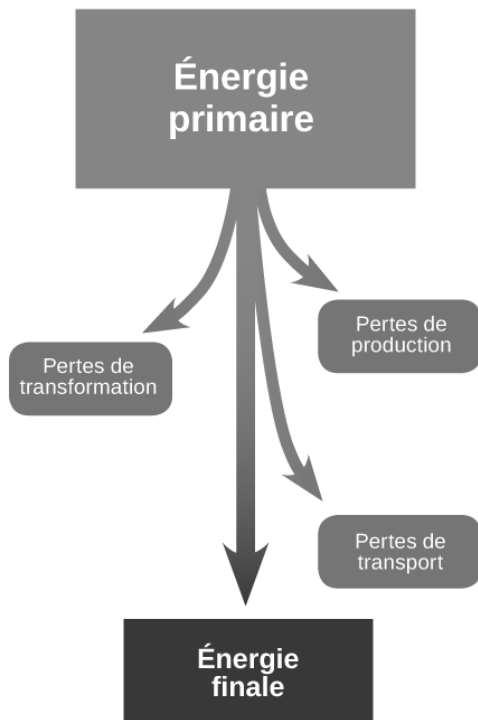 Énergie
primaire
Pertes de
production
Pertes de
transformation
Pertes de
transport
Énergie
finale